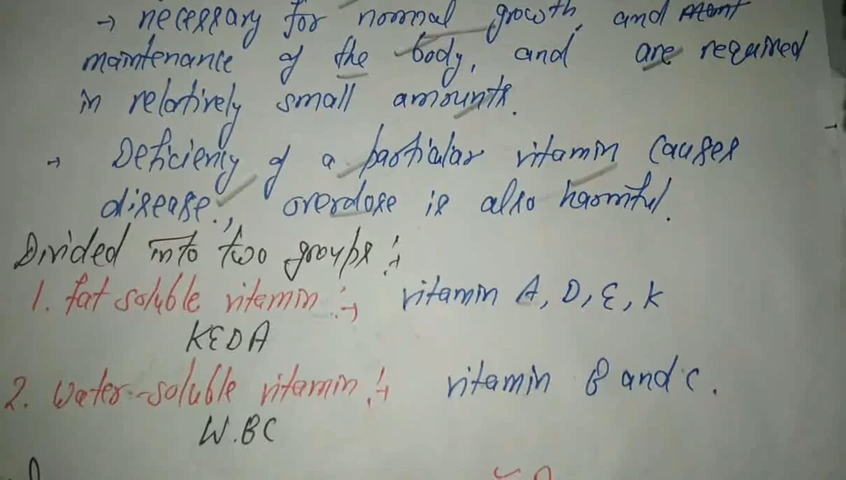 → necessary for normal growth, and
maintenance of the body, and are required
in relatively small amounts.
→ Deficiency of a particular vitamin causes
disease., overdose is also harmful.
Divided into two groups :→
1. fat soluble vitamin :→ vitamin A, D, E, K
KEDA
2. Water-soluble vitamin :→ vitamin B and C.
W.BC